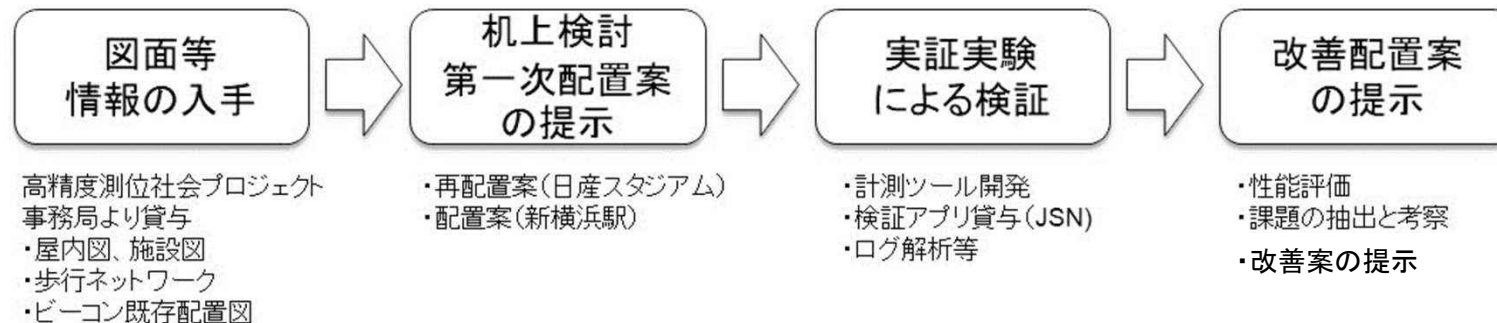 図面等
情報の入手
机上検討
第一次配置案
の提示
実証実験
による検証
改善配置案
の提示
高精度測位社会プロジェクト
事務局より貸与
・屋内図、施設図
・歩行ネットワーク
・ビーコン既存配置図
・再配置案(日産スタジアム)
・配置案(新横浜駅)
・計測ツール開発
・検証アプリ貸与(JSN)
・ログ解析等
・性能評価
・課題の抽出と考察
・改善案の提示